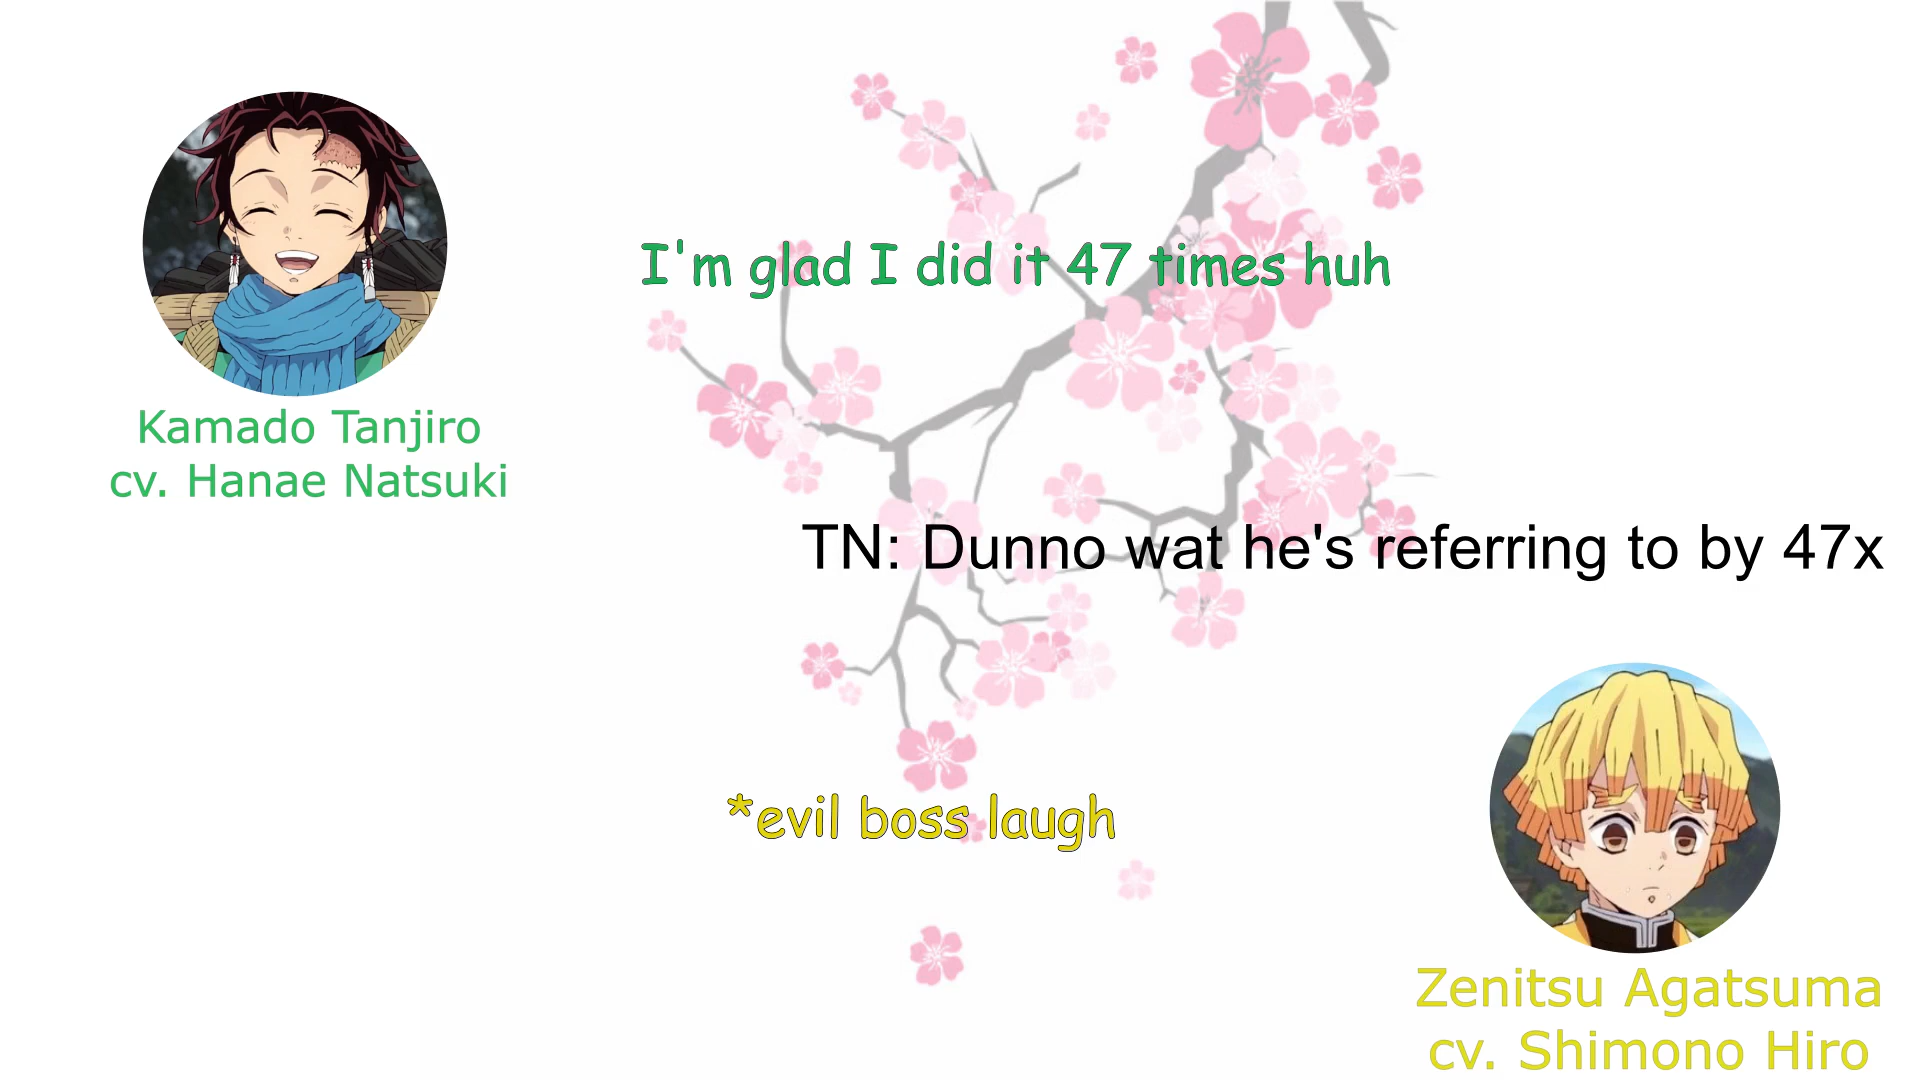 I'm glad I did it 47 times huh
Kamado Tanjiro
cv. Hanae Natsuki
TN: Dunno wat he's referring to by 47x
*evil boss laugh
Zenitsu Agatsuma
cv. Shimono Hiro